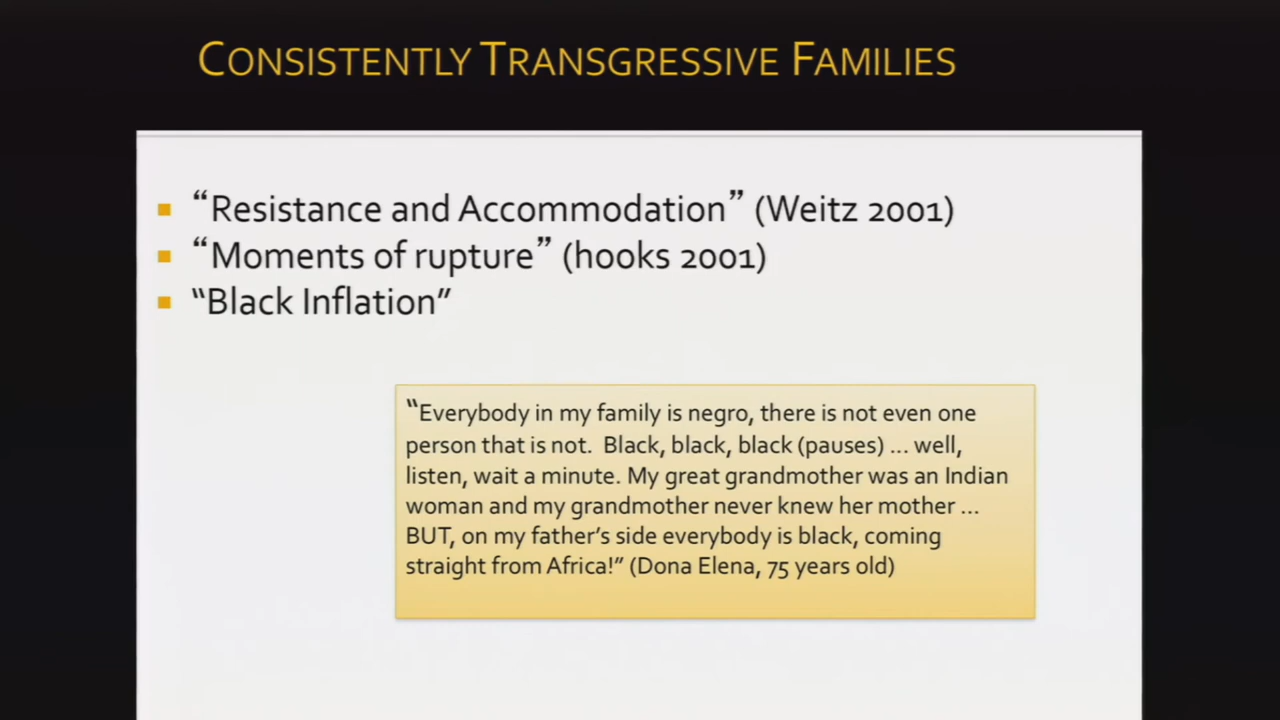 CONSISTENTLY TRANSGRESSIVE FAMILIES
“Resistance and Accommodation” (Weitz 2001)
“Moments of rupture” (hooks 2001)
“Black Inflation”
“Everybody in my family is negro, there is not even one
person that is not.  Black, black, black (pauses) ... well,
listen, wait a minute. My great grandmother was an Indian
woman and my grandmother never knew her mother ...
BUT, on my father’s side everybody is black, coming
straight from Africa!” (Dona Elena, 75 years old)